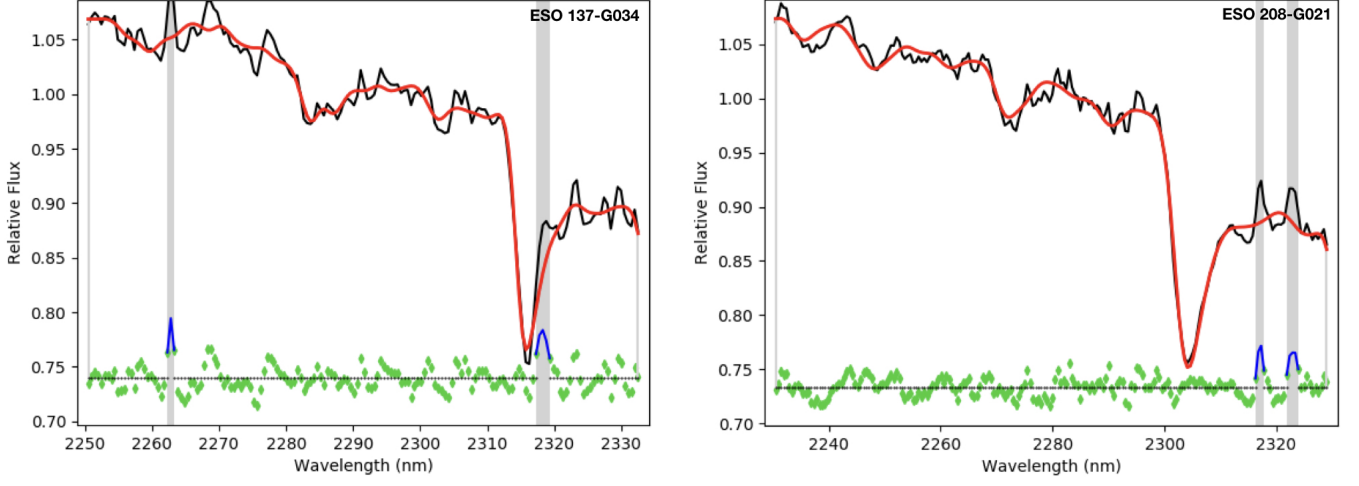 ESO 137-G034
1.05
1.00
0.95
0.90
0.85
0.80
0.75
0.70
Relative Flux
2250 2260 2270 2280 2290 2300 2310 2320 2330
Wavelength (nm)
ESO 208-G021
1.05
1.00
0.95
0.90
0.85
0.80
0.75
0.70
Relative Flux
2240 2260 2280 2300 2320
Wavelength (nm)